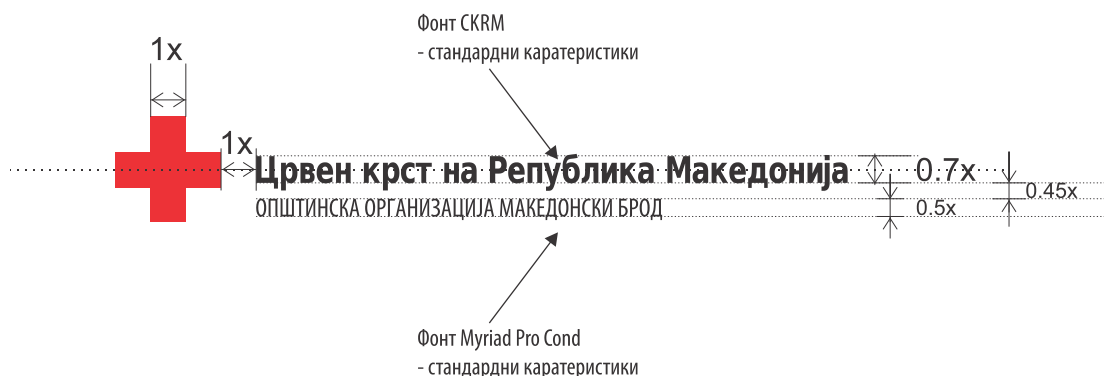 Фонт CKRM
- стандардни каратеристики
1x
1x
Црвен крст на Република Македонија
0.7x
0.45x
ОПШТИНСКА ОРГАНИЗАЦИЈА МАКЕДОНСКИ БРОД
0.5x
Фонт Myriad Pro Cond
- стандардни каратеристики